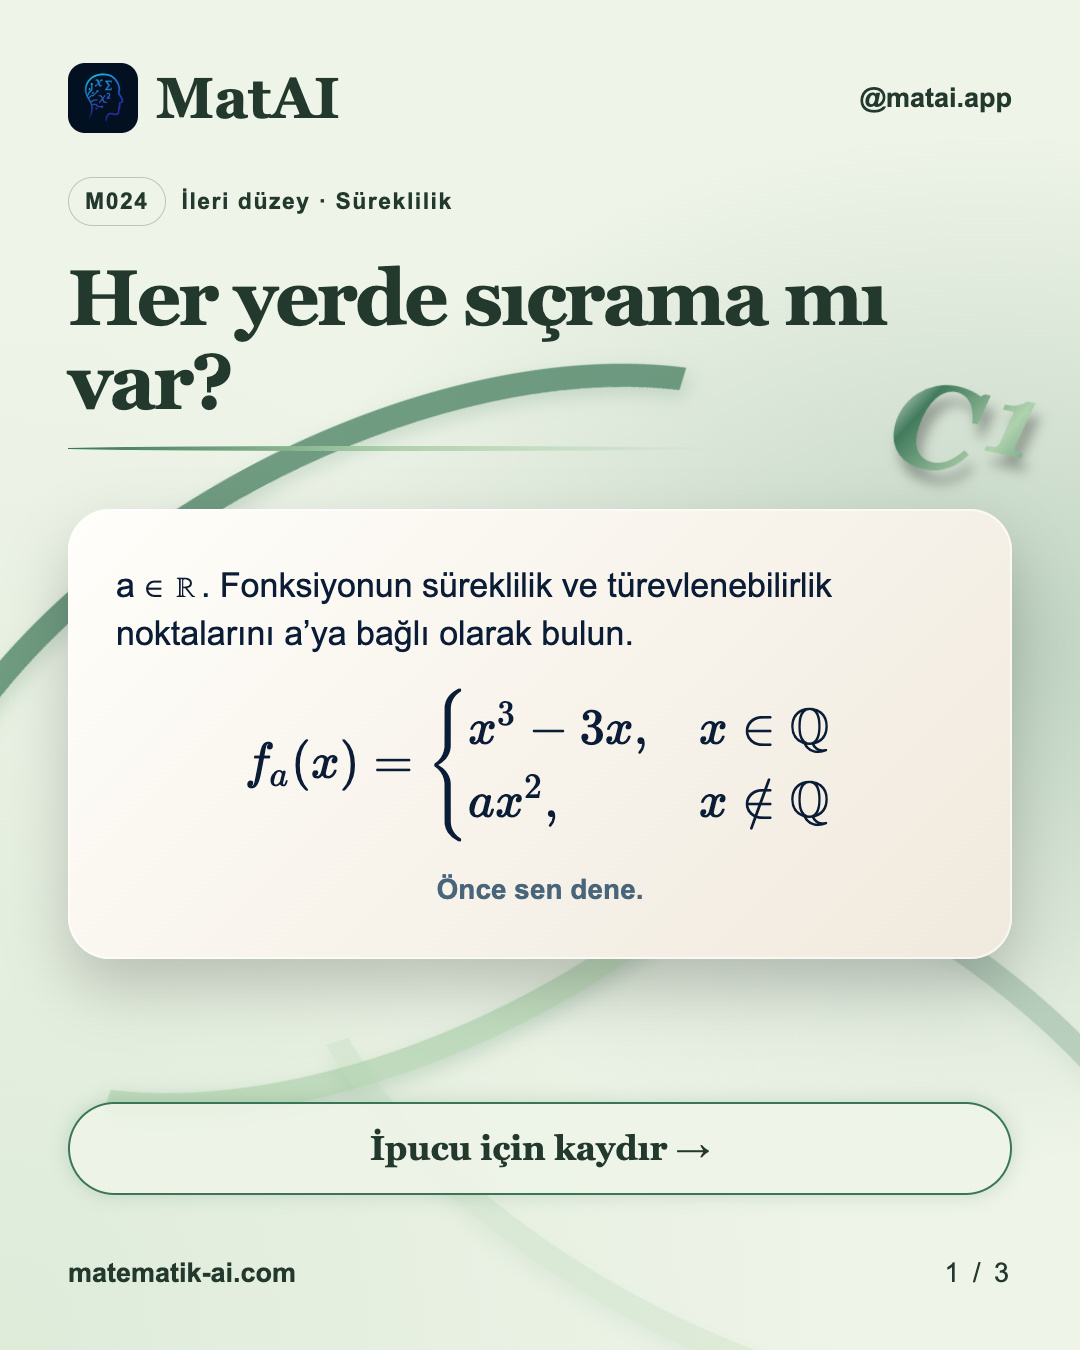 MatAI
@matai.app
M024 İleri düzey · Süreklilik
Her yerde sıçrama mı
var?
C1
a ∈ ℝ. Fonksiyonun süreklilik ve türevlenebilirlik
noktalarını a’ya bağlı olarak bulun.
f_a(x) = { x³ − 3x, x ∈ ℚ
ax², x ∉ ℚ
Önce sen dene.
İpucu için kaydır →
matematik-ai.com
1 / 3